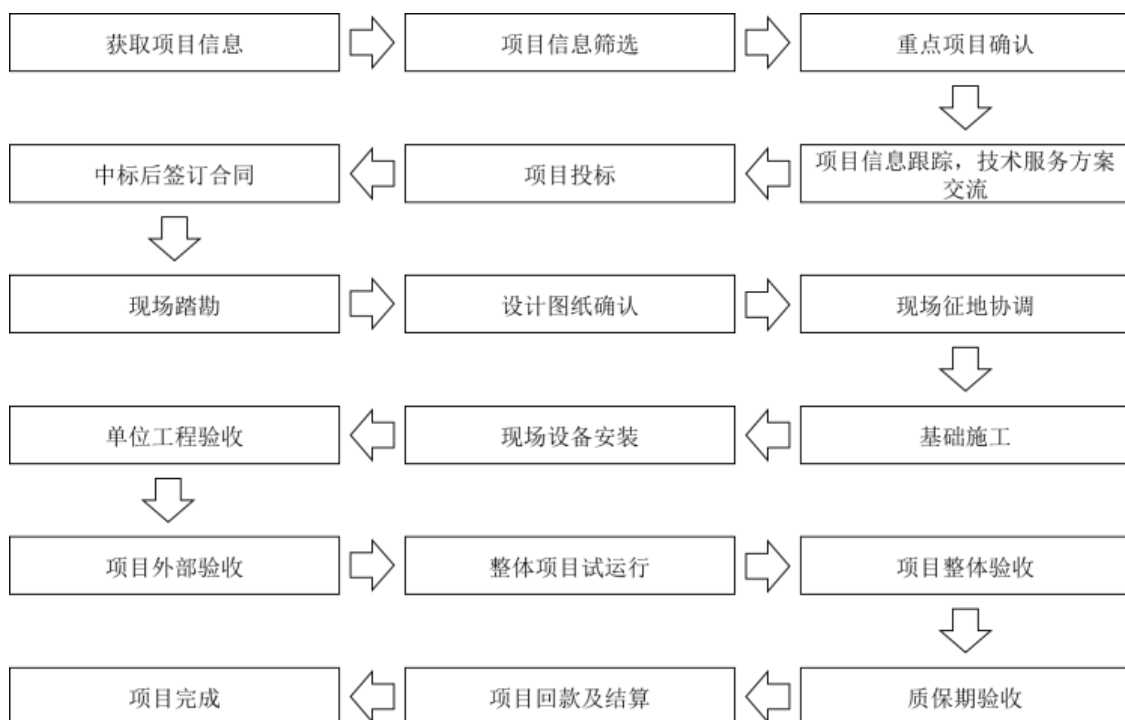 获取项目信息
项目信息筛选
重点项目确认
项目信息跟踪，技术服务方案
交流
项目投标
中标后签订合同
现场踏勘
设计图纸确认
现场征地协调
基础施工
现场设备安装
单位工程验收
项目外部验收
整体项目试运行
项目整体验收
质保期验收
项目回款及结算
项目完成